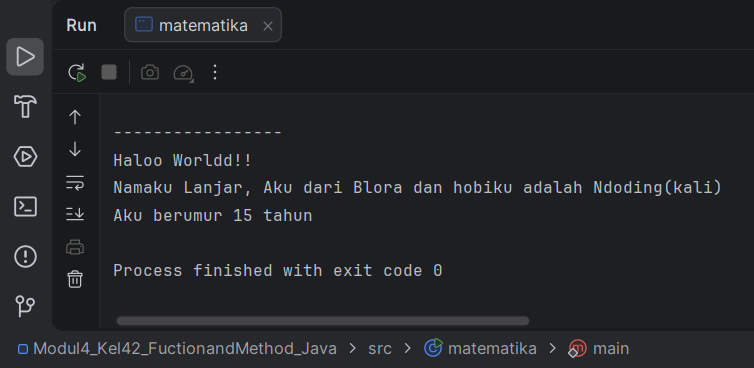 Run matematika
-----------------
Haloo Worldd!!
Namaku Lanjar, Aku dari Blora dan hobiku adalah Ndoding(kali)
Aku berumur 15 tahun
Process finished with exit code 0
Modul4_Kel42_FuctionandMethod_Java > src > matematika > main